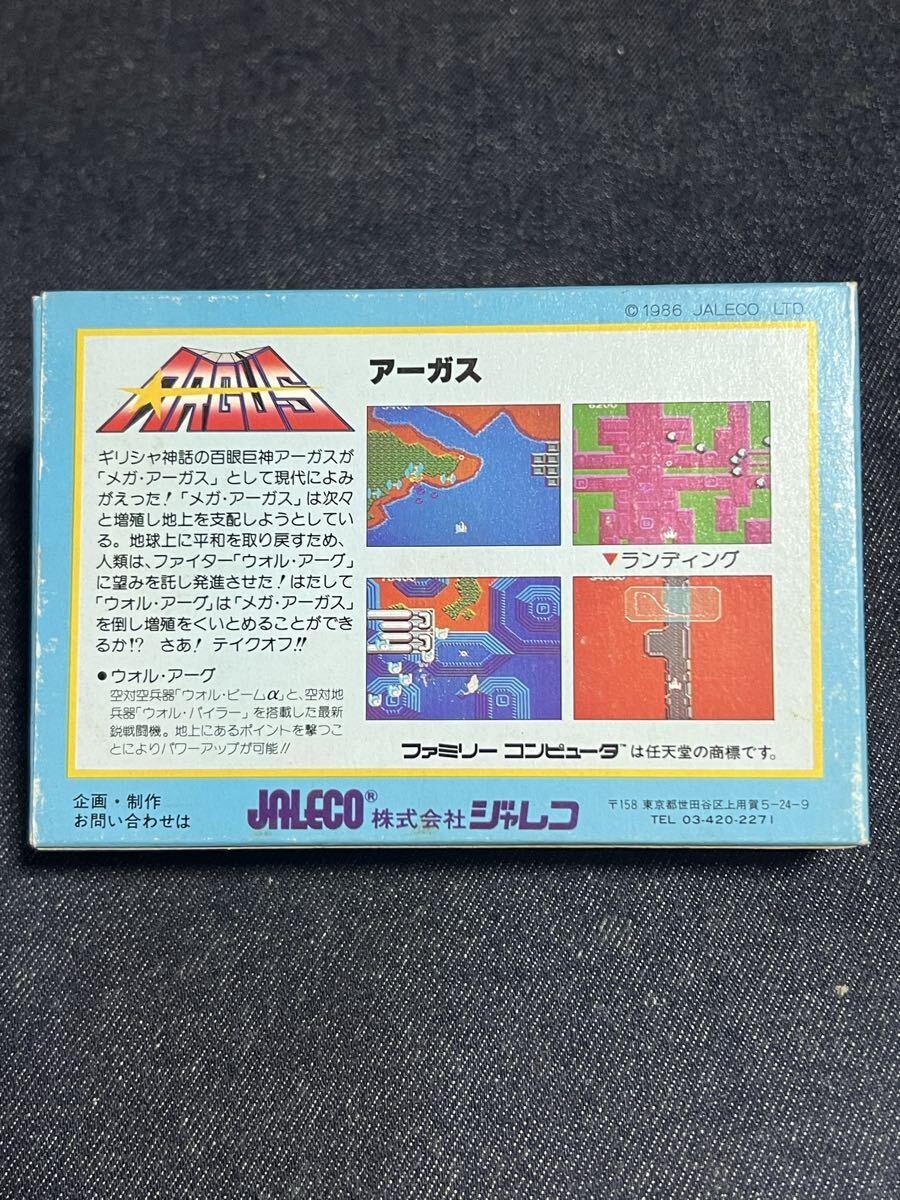 ©1986 JALECO LTD.
ARGUS
アーガス
ギリシャ神話の百眼巨神アーガスが
「メガ・アーガス」として現代によみ
がえった!「メガ・アーガス」は次々
と増殖し地上を支配しようとしてい
る。地球上に平和を取り戻すため、
人類は、ファイター「ウォル・アーグ」
に望みを託し発進させた!はたして
「ウォル・アーグ」は「メガ・アーガス」
を倒し増殖をくいとめることができ
るか!? さあ! テイクオフ!!
●ウォル・アーグ
空対空兵器「ウォル・ビームα」と、空対地
兵器「ウォル・バイラー」を搭載した最新
鋭戦闘機。地上にあるポイントを撃つこ
とによりパワーアップが可能!!
8200
▼ランディング
ファミリー コンピュータ™は任天堂の商標です。
企画・制作
お問い合わせは
JALECO® 株式会社ジャレコ
〒158 東京都世田谷区上用賀5-24-9
TEL 03-420-2271